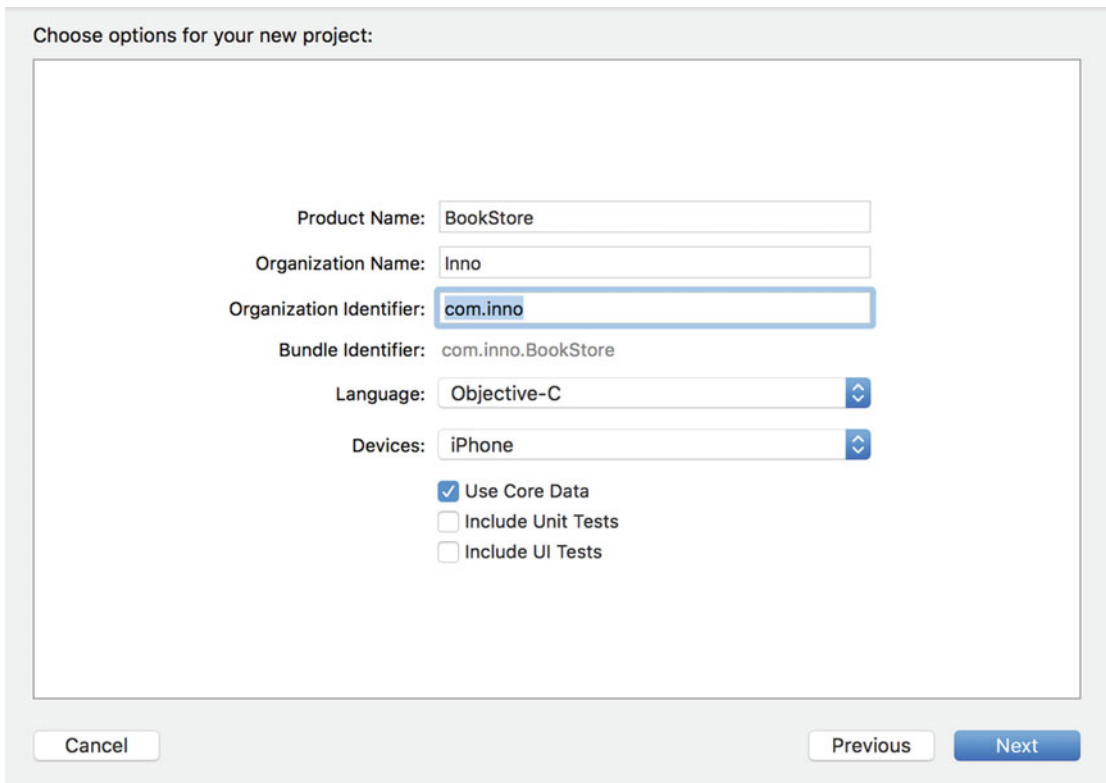 Choose options for your new project:
Product Name: BookStore
Organization Name: Inno
Organization Identifier: com.inno
Bundle Identifier: com.inno.BookStore
Language: Objective-C
Devices: iPhone
Use Core Data
Include Unit Tests
Include UI Tests
Cancel Previous Next